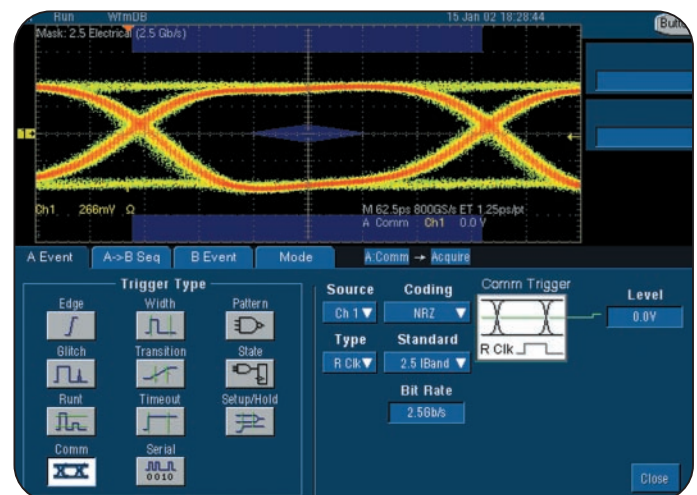 Run WfmDB 15 Jan 02 18:28:44
Mask: 2.5 Electrical (2.5 Gb/s)
1
Ch1 266mV Ω
M 62.5ps 800GS/s ET 1.25ps/pt
A Comm Ch1 0.0 V
A Event A->B Seq B Event Mode A:Comm → Acquire
Trigger Type
Edge Width Pattern
Glitch Transition State
Runt Timeout Setup/Hold
Comm Serial
0010
Source Coding Comm Trigger Level
Ch 1 NRZ 0.0V
Type Standard
R Clk 2.5 IBand R Clk
Bit Rate
2.5Gb/s
Close